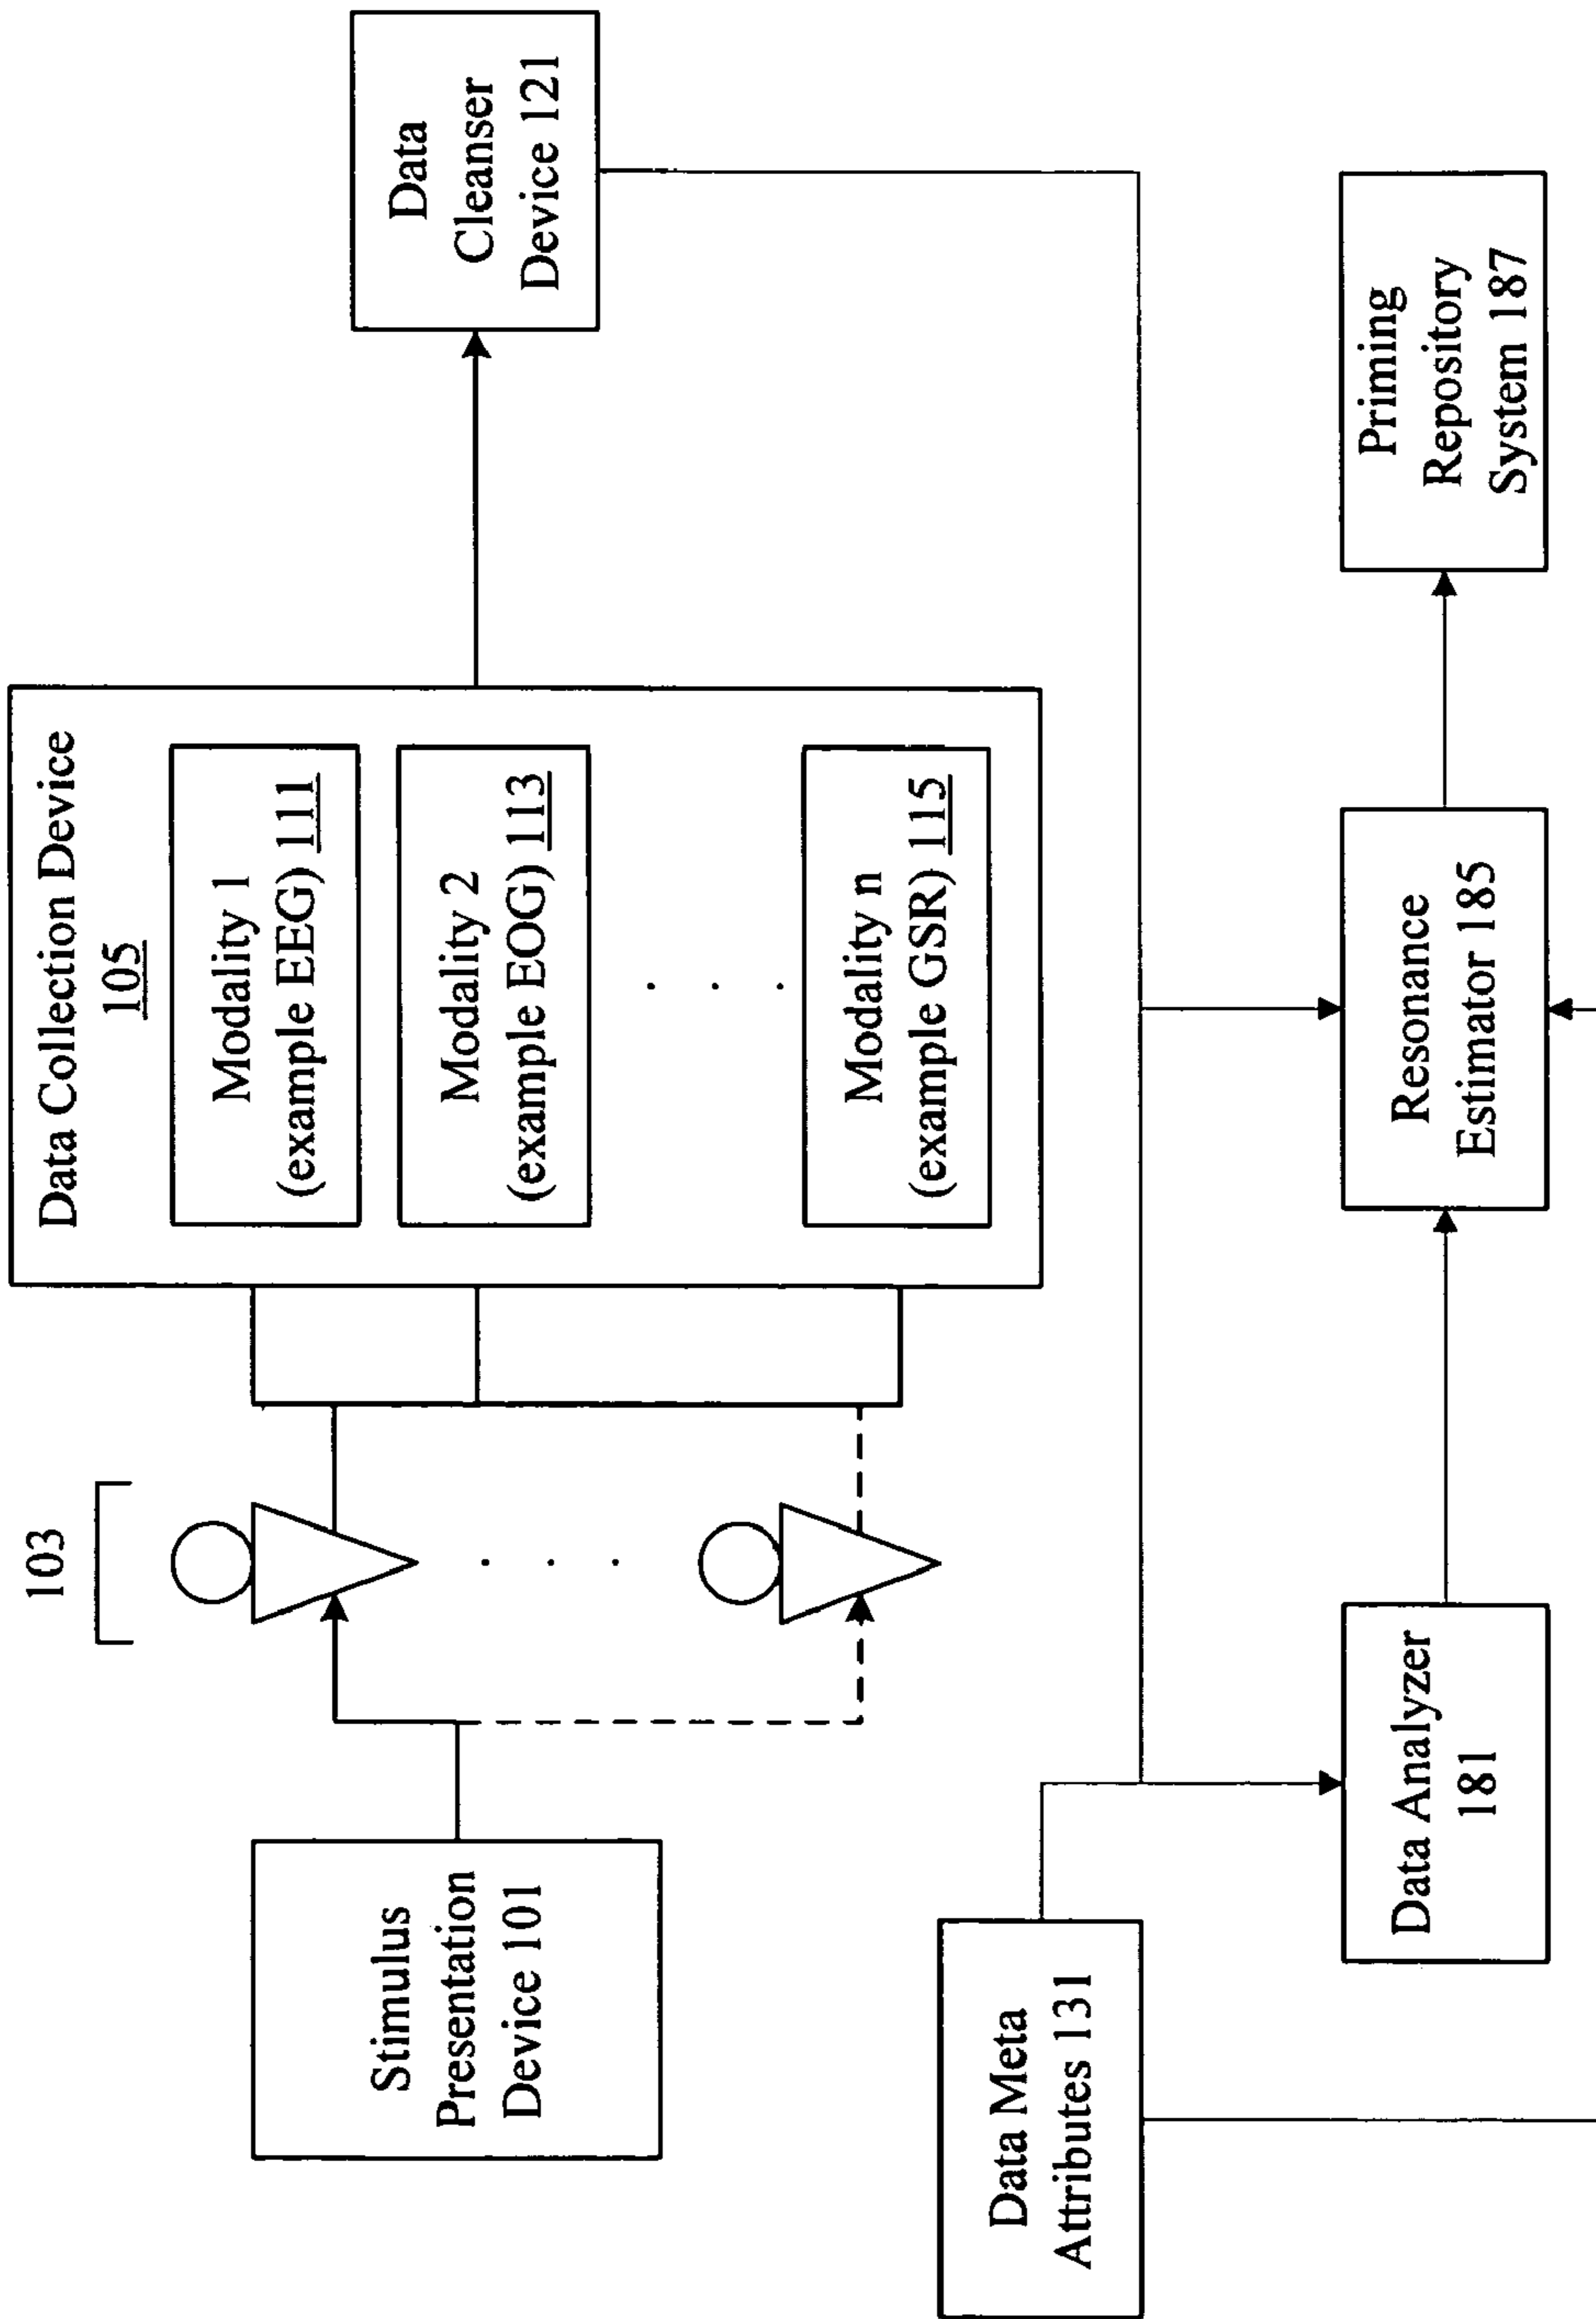 Stimulus
Presentation
Device 101
103
Data Collection Device
105
Modality 1
(example EEG) 111
Modality 2
(example EOG) 113
Modality n
(example GSR) 115
Data
Cleanser
Device 121
Data Meta
Attributes 131
Data Analyzer
181
Resonance
Estimator 185
Priming
Repository
System 187